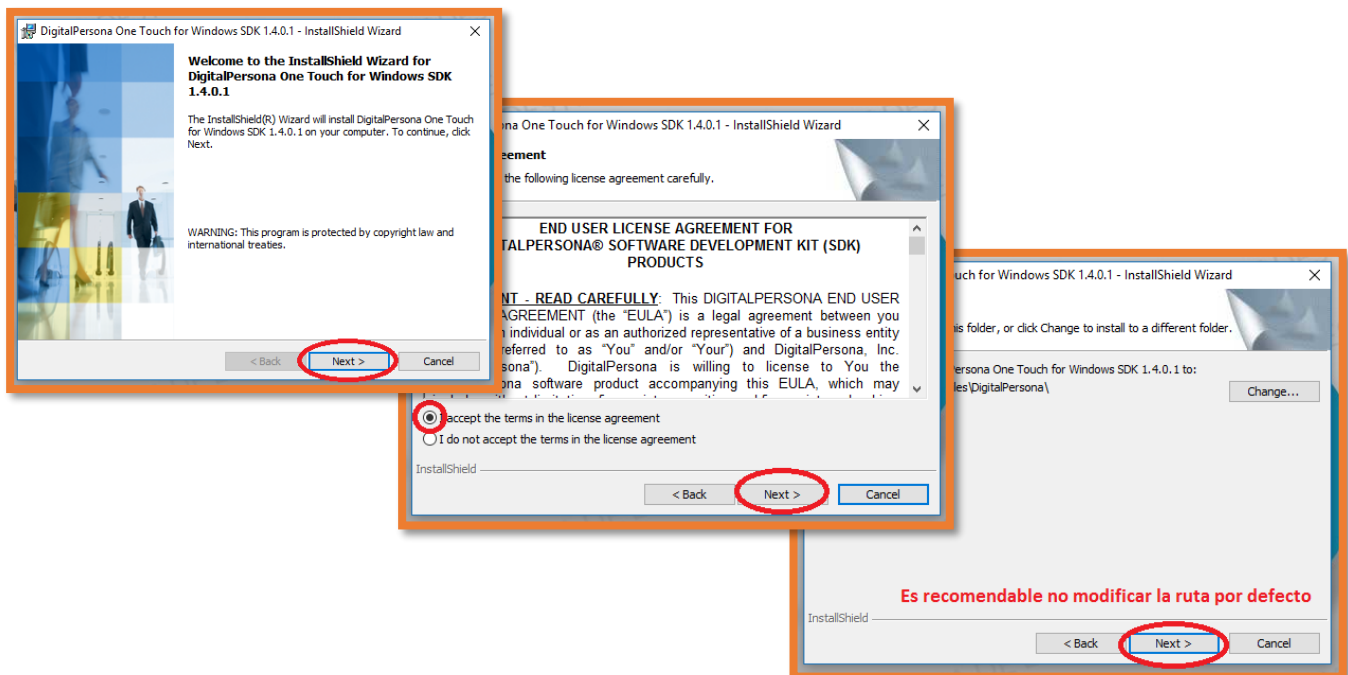 DigitalPersona One Touch for Windows SDK 1.4.0.1 - InstallShield Wizard
Welcome to the InstallShield Wizard for
DigitalPersona One Touch for Windows SDK
1.4.0.1
The InstallShield(R) Wizard will install DigitalPersona One Touch
for Windows SDK 1.4.0.1 on your computer. To continue, click
Next.
WARNING: This program is protected by copyright law and
international treaties.
< Back Next > Cancel
ona One Touch for Windows SDK 1.4.0.1 - InstallShield Wizard
eement
the following license agreement carefully.
END USER LICENSE AGREEMENT FOR
TALPERSONA® SOFTWARE DEVELOPMENT KIT (SDK)
PRODUCTS
NT - READ CAREFULLY: This DIGITALPERSONA END USER
AGREEMENT (the “EULA”) is a legal agreement between you
individual or as an authorized representative of a business entity
referred to as “You” and/or “Your”) and DigitalPersona, Inc.
sona”). DigitalPersona is willing to license to You the
ona software product accompanying this EULA, which may
I accept the terms in the license agreement
I do not accept the terms in the license agreement
InstallShield
< Back Next > Cancel
uch for Windows SDK 1.4.0.1 - InstallShield Wizard
his folder, or click Change to install to a different folder.
ersona One Touch for Windows SDK 1.4.0.1 to:
les\DigitalPersona\
Change...
Es recomendable no modificar la ruta por defecto
InstallShield
< Back Next > Cancel